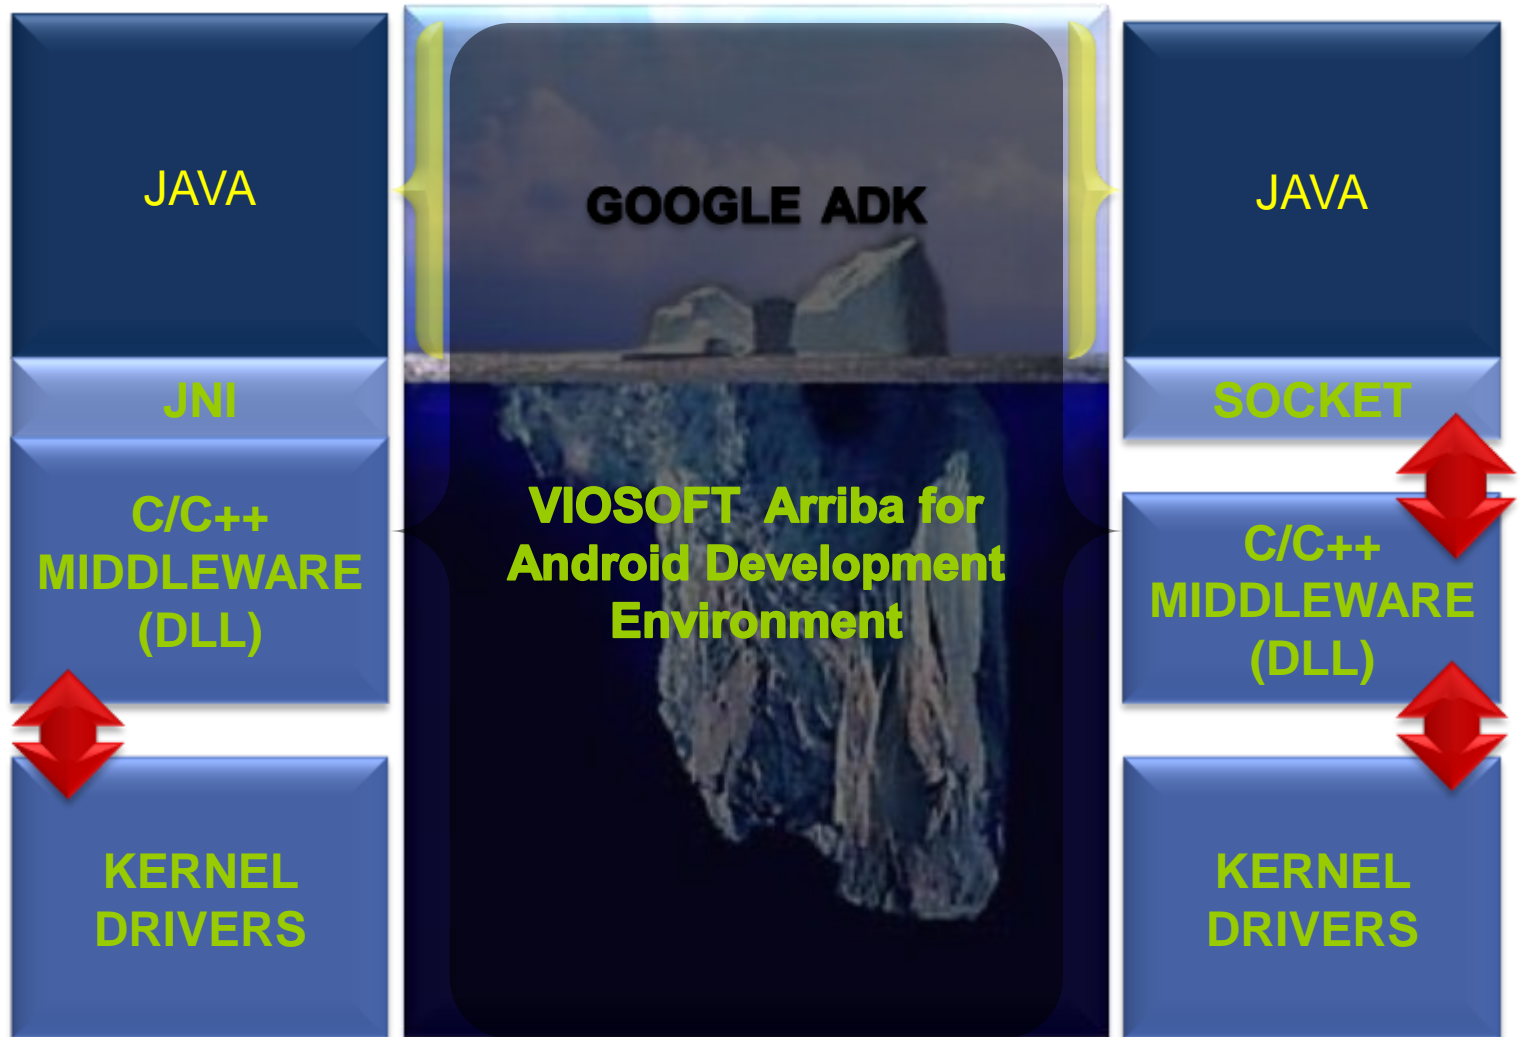 JAVA
JNI
C/C++
MIDDLEWARE
(DLL)
KERNEL
DRIVERS
GOOGLE ADK
VIOSOFT Arriba for
Android Development
Environment
JAVA
SOCKET
C/C++
MIDDLEWARE
(DLL)
KERNEL
DRIVERS